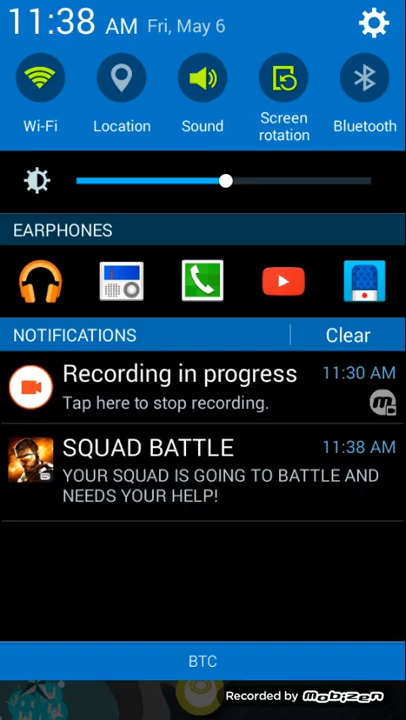 11:38 AM Fri, May 6
Wi-Fi
Location
Sound
Screen
rotation
Bluetooth
EARPHONES
NOTIFICATIONS
Clear
Recording in progress 11:30 AM
Tap here to stop recording.
SQUAD BATTLE 11:38 AM
YOUR SQUAD IS GOING TO BATTLE AND
NEEDS YOUR HELP!
BTC
Recorded by mobizen